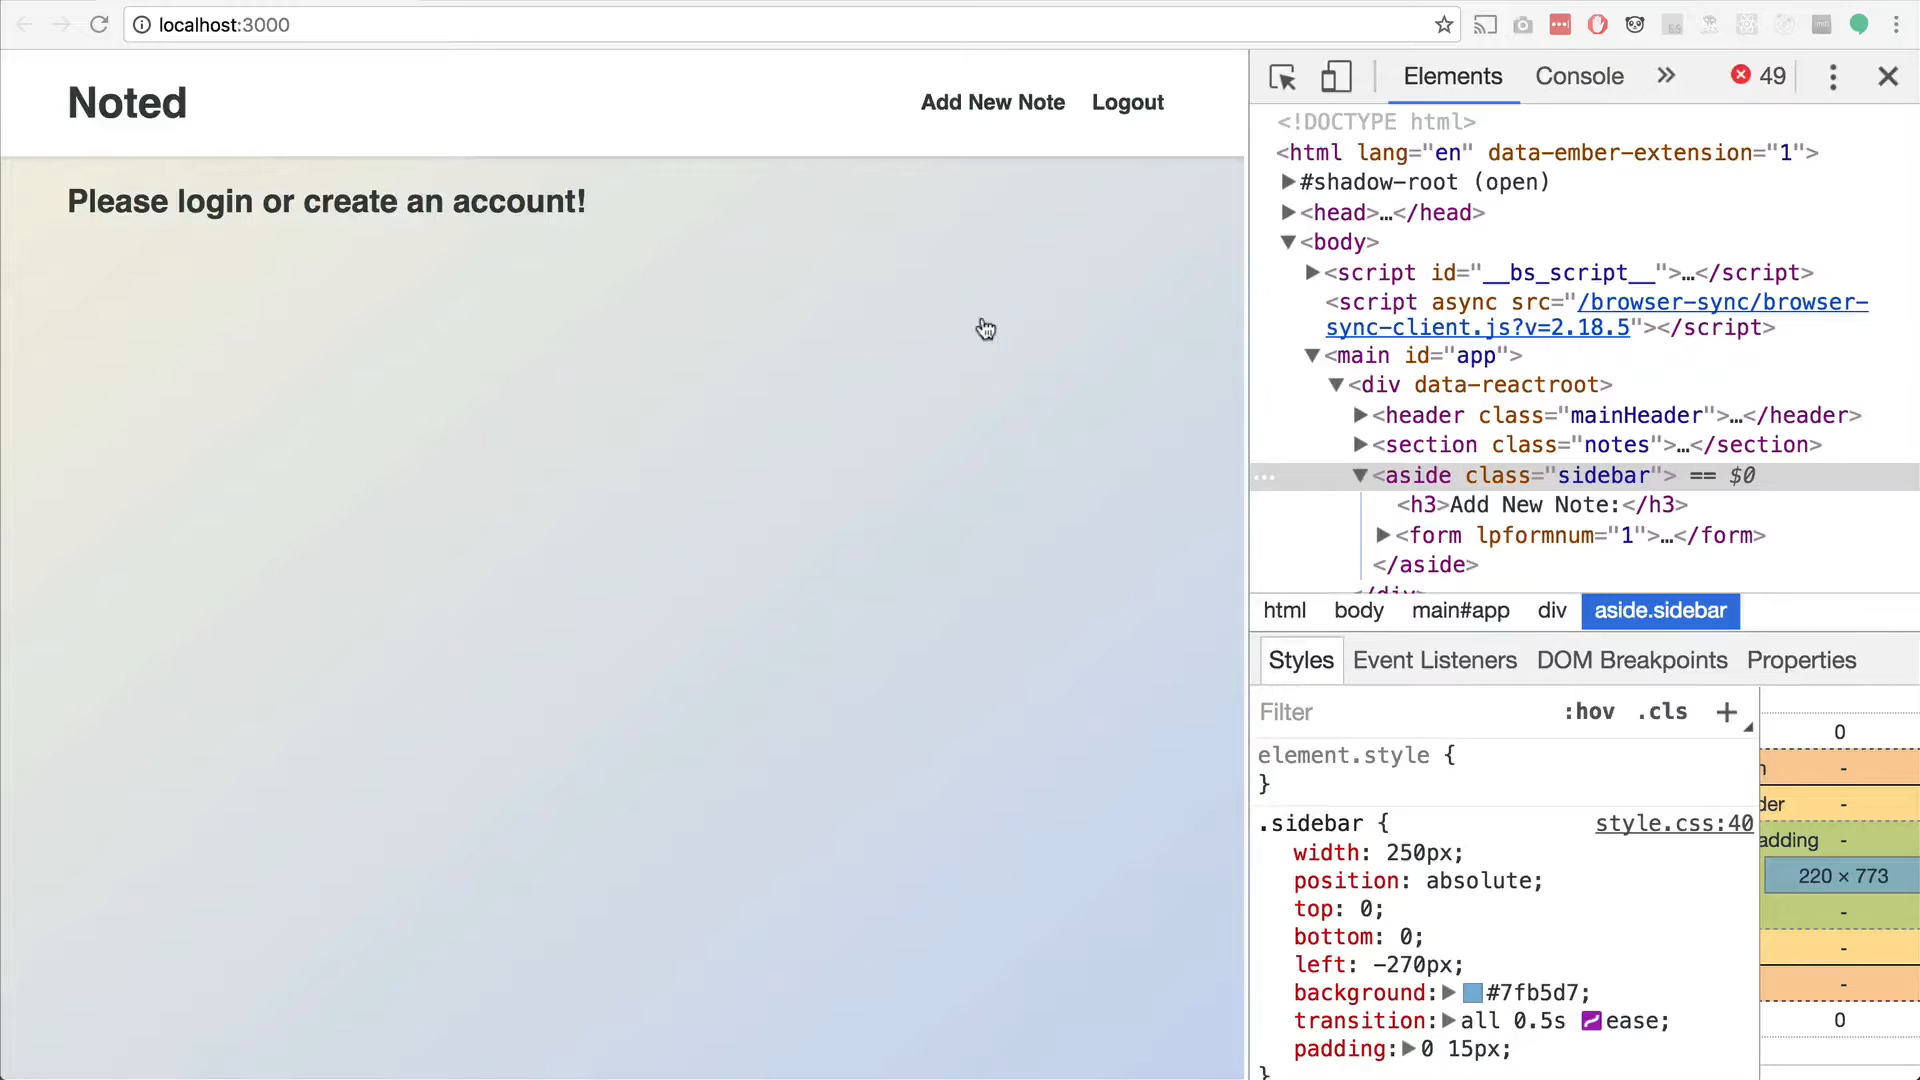 localhost:3000
Noted
Add New Note Logout
Please login or create an account!
Elements Console » 49
<!DOCTYPE html>
<html lang="en" data-ember-extension="1">
▶#shadow-root (open)
▶<head>…</head>
▼<body>
▶<script id="__bs_script__">…</script>
<script async src="/browser-sync/browser-
sync-client.js?v=2.18.5"></script>
▼<main id="app">
▼<div data-reactroot>
▶<header class="mainHeader">…</header>
▶<section class="notes">…</section>
… ▼<aside class="sidebar"> == $0
<h3>Add New Note:</h3>
▶<form lpformnum="1">…</form>
</aside>
</div>
html body main#app div aside.sidebar
Styles Event Listeners DOM Breakpoints Properties
Filter :hov .cls +
element.style {
}
.sidebar { style.css:40
width: 250px;
position: absolute;
top: 0;
bottom: 0;
left: -270px;
background:▶ #7fb5d7;
transition:▶all 0.5s ease;
padding:▶0 15px;
}
0
n -
der -
adding -
220 × 773
-
-
-
0